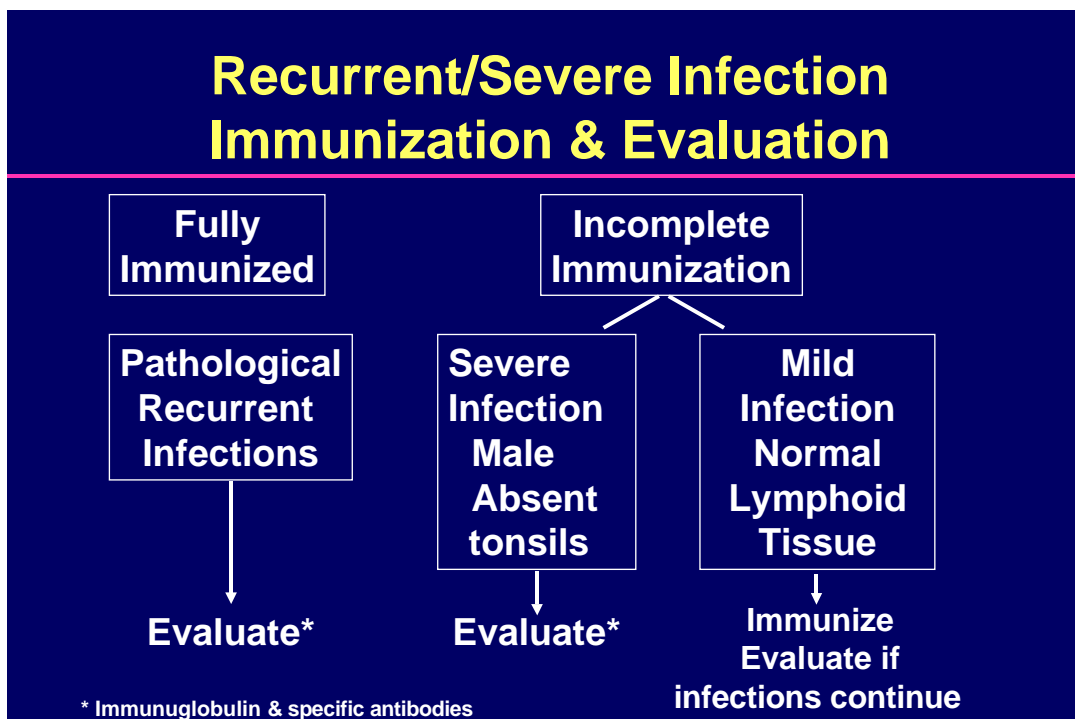 Recurrent/Severe Infection
Immunization & Evaluation
Fully
Immunized
Incomplete
Immunization
Pathological
Recurrent
Infections
Severe
Infection
Male
Absent
tonsils
Mild
Infection
Normal
Lymphoid
Tissue
Evaluate*
Evaluate*
Immunize
Evaluate if
infections continue
* Immunuglobulin & specific antibodies